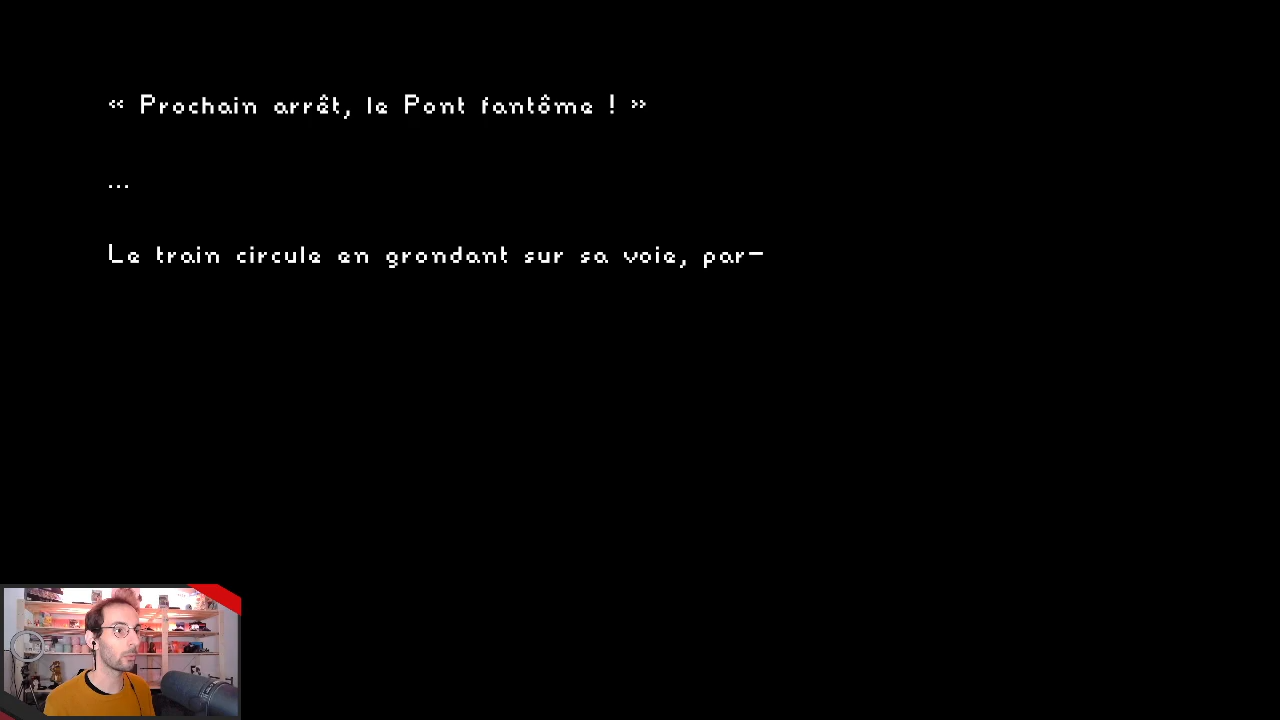 « Prochain arrêt, le Pont fantôme ! »
...
Le train circule en grondant sur sa voie, par-